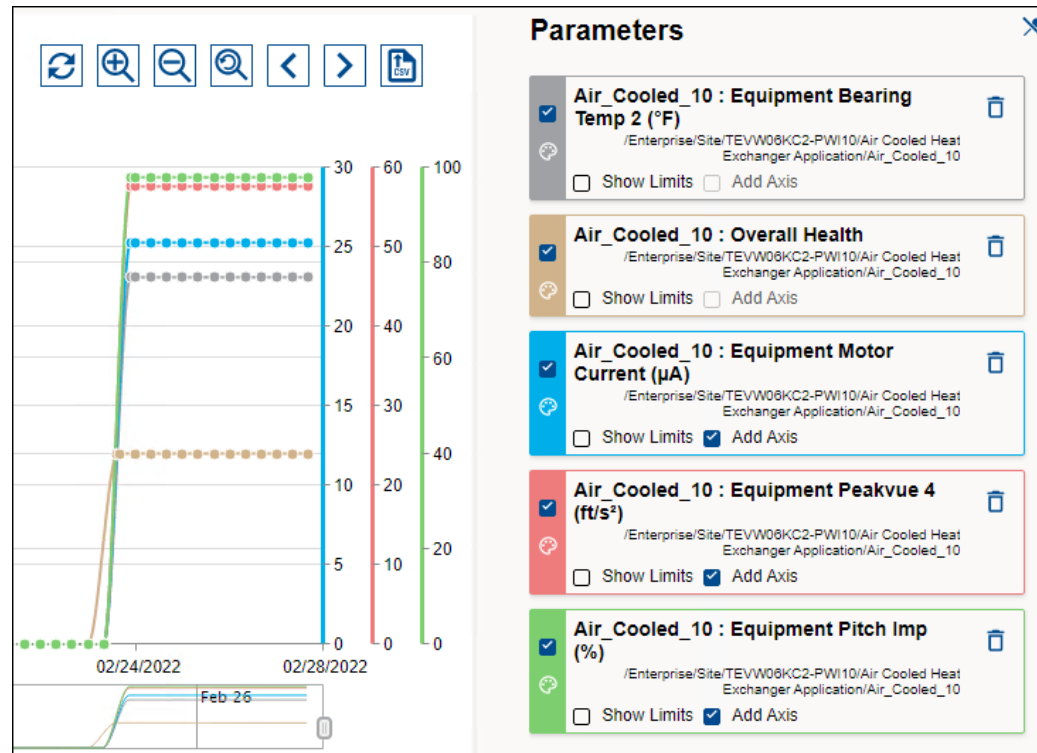 Parameters
CSV
Air_Cooled_10 : Equipment Bearing
Temp 2 (°F)
/Enterprise/Site/TEVW06KC2-PWI10/Air Cooled Heat
Exchanger Application/Air_Cooled_10
Show Limits Add Axis
Air_Cooled_10 : Overall Health
/Enterprise/Site/TEVW06KC2-PWI10/Air Cooled Heat
Exchanger Application/Air_Cooled_10
Show Limits Add Axis
Air_Cooled_10 : Equipment Motor
Current (µA)
/Enterprise/Site/TEVW06KC2-PWI10/Air Cooled Heat
Exchanger Application/Air_Cooled_10
Show Limits Add Axis
Air_Cooled_10 : Equipment Peakvue 4
(ft/s²)
/Enterprise/Site/TEVW06KC2-PWI10/Air Cooled Heat
Exchanger Application/Air_Cooled_10
Show Limits Add Axis
Air_Cooled_10 : Equipment Pitch Imp
(%)
/Enterprise/Site/TEVW06KC2-PWI10/Air Cooled Heat
Exchanger Application/Air_Cooled_10
Show Limits Add Axis
30 60 100
25 50
80
20 40
60
15 30
40
10 20
20
5 10
0 0 0
02/24/2022 02/28/2022
Feb 26